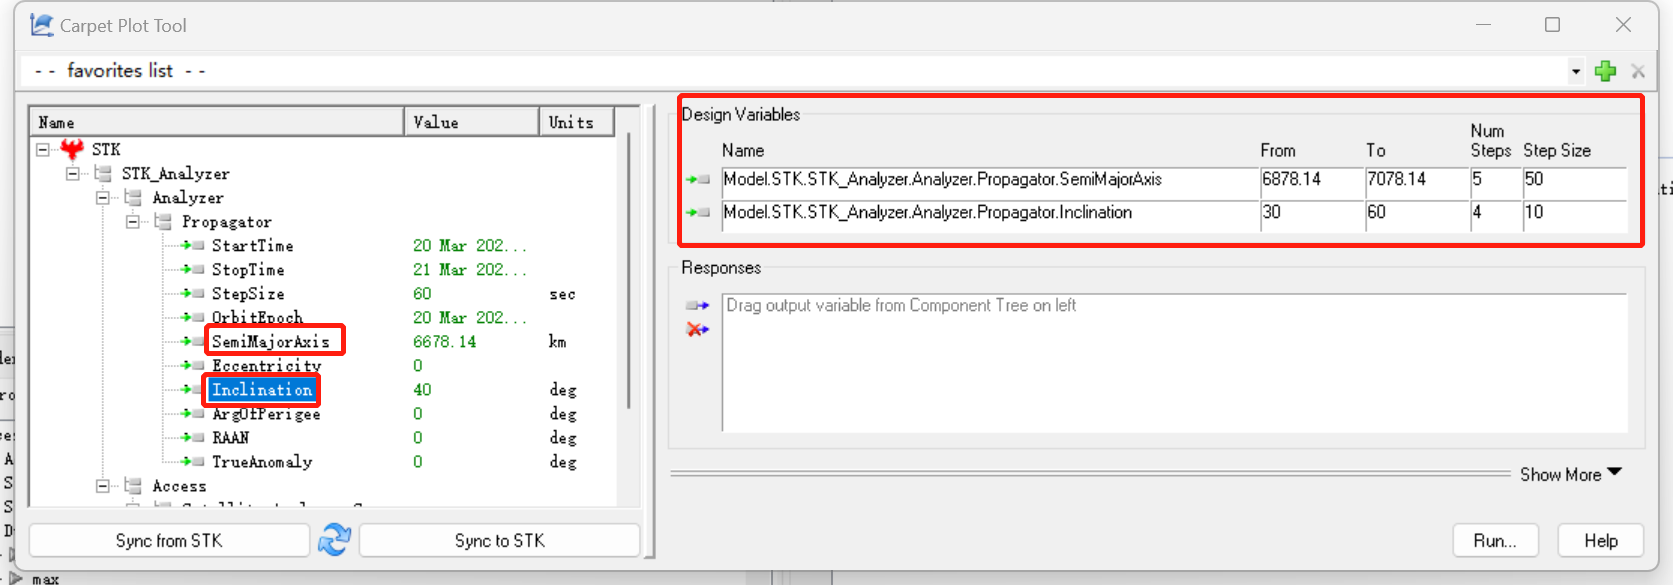 Carpet Plot Tool
-- favorites list --
Name Value Units
STK
STK_Analyzer
Analyzer
Propagator
StartTime 20 Mar 202...
StopTime 21 Mar 202...
StepSize 60 sec
OrbitEpoch 20 Mar 202...
SemiMajorAxis 6678.14 km
Eccentricity 0
Inclination 40 deg
ArgOfPerigee 0 deg
RAAN 0 deg
TrueAnomaly 0 deg
Access
Sync from STK
Sync to STK
Design Variables
Name From To Num Steps Step Size
Model.STK.STK_Analyzer.Analyzer.Propagator.SemiMajorAxis 6878.14 7078.14 5 50
Model.STK.STK_Analyzer.Analyzer.Propagator.Inclination 30 60 4 10
Responses
Drag output variable from Component Tree on left
Show More
Run...
Help
max